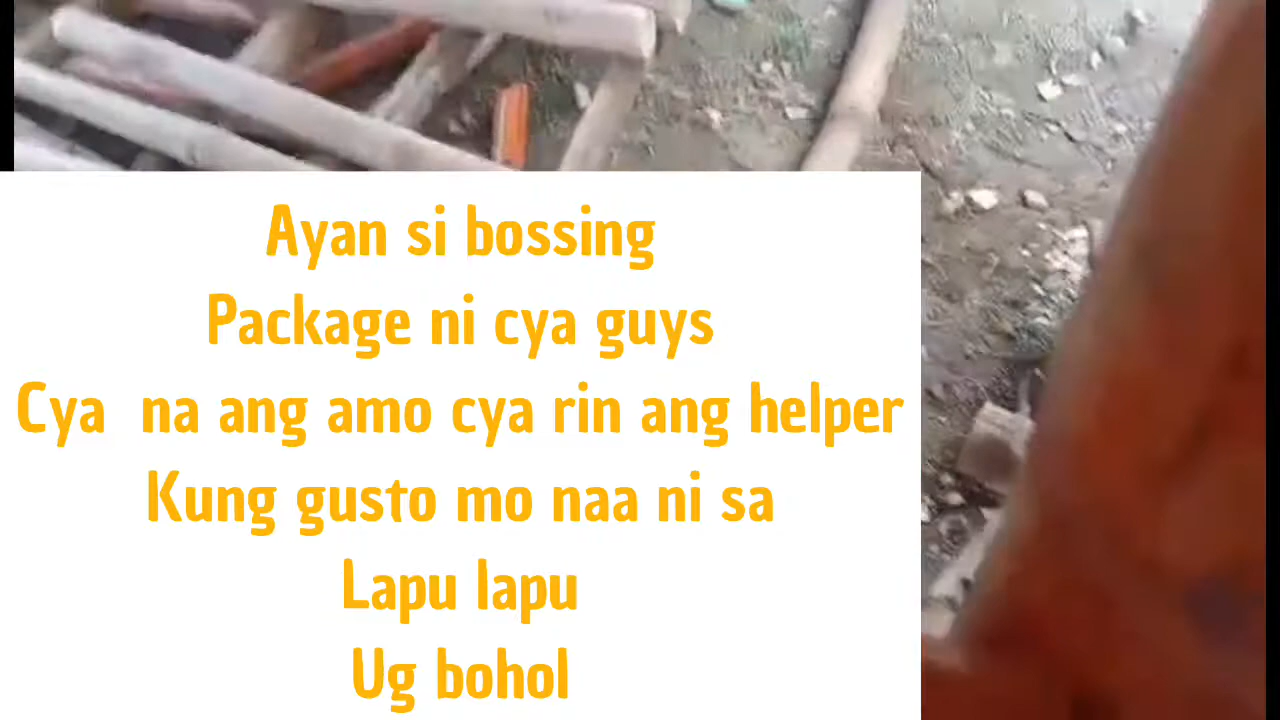 Ayan si bossing
Package ni cya guys
Cya na ang amo cya rin ang helper
Kung gusto mo naa ni sa
Lapu lapu
Ug bohol